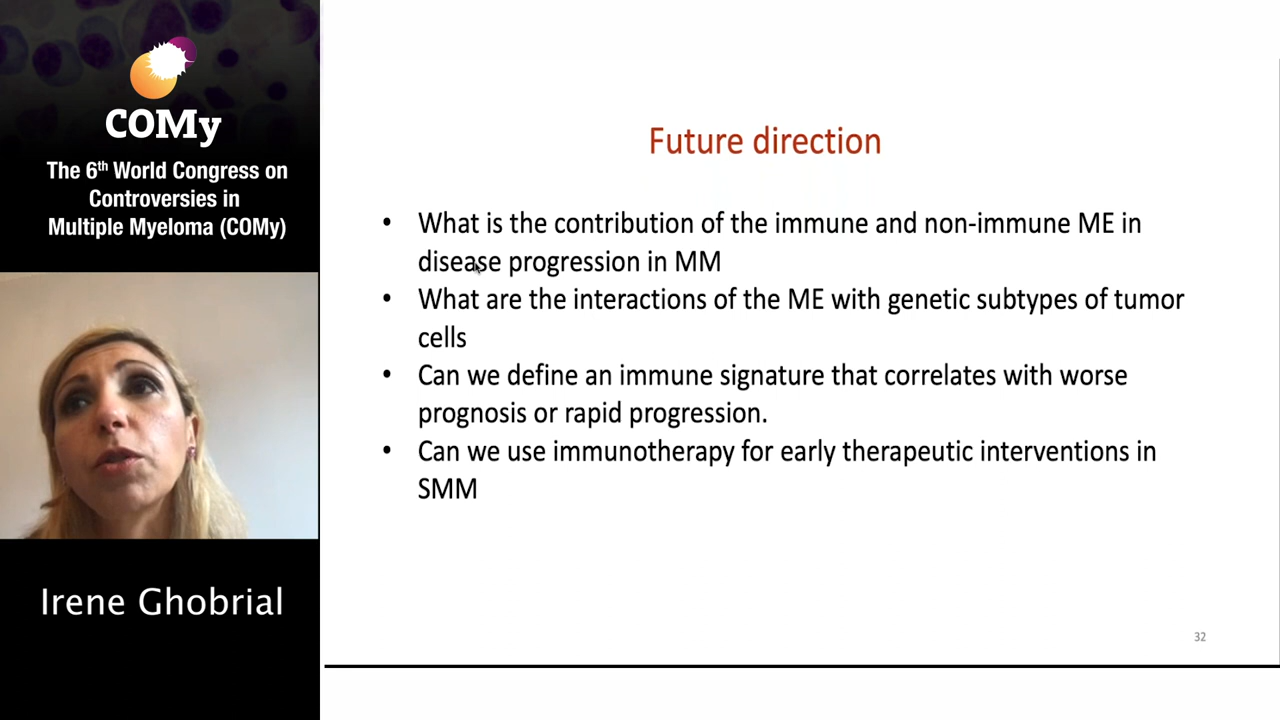 COMy
The 6th World Congress on
Controversies in
Multiple Myeloma (COMy)
Irene Ghobrial
Future direction
• What is the contribution of the immune and non-immune ME in
disease progression in MM
• What are the interactions of the ME with genetic subtypes of tumor
cells
• Can we define an immune signature that correlates with worse
prognosis or rapid progression.
• Can we use immunotherapy for early therapeutic interventions in
SMM
32